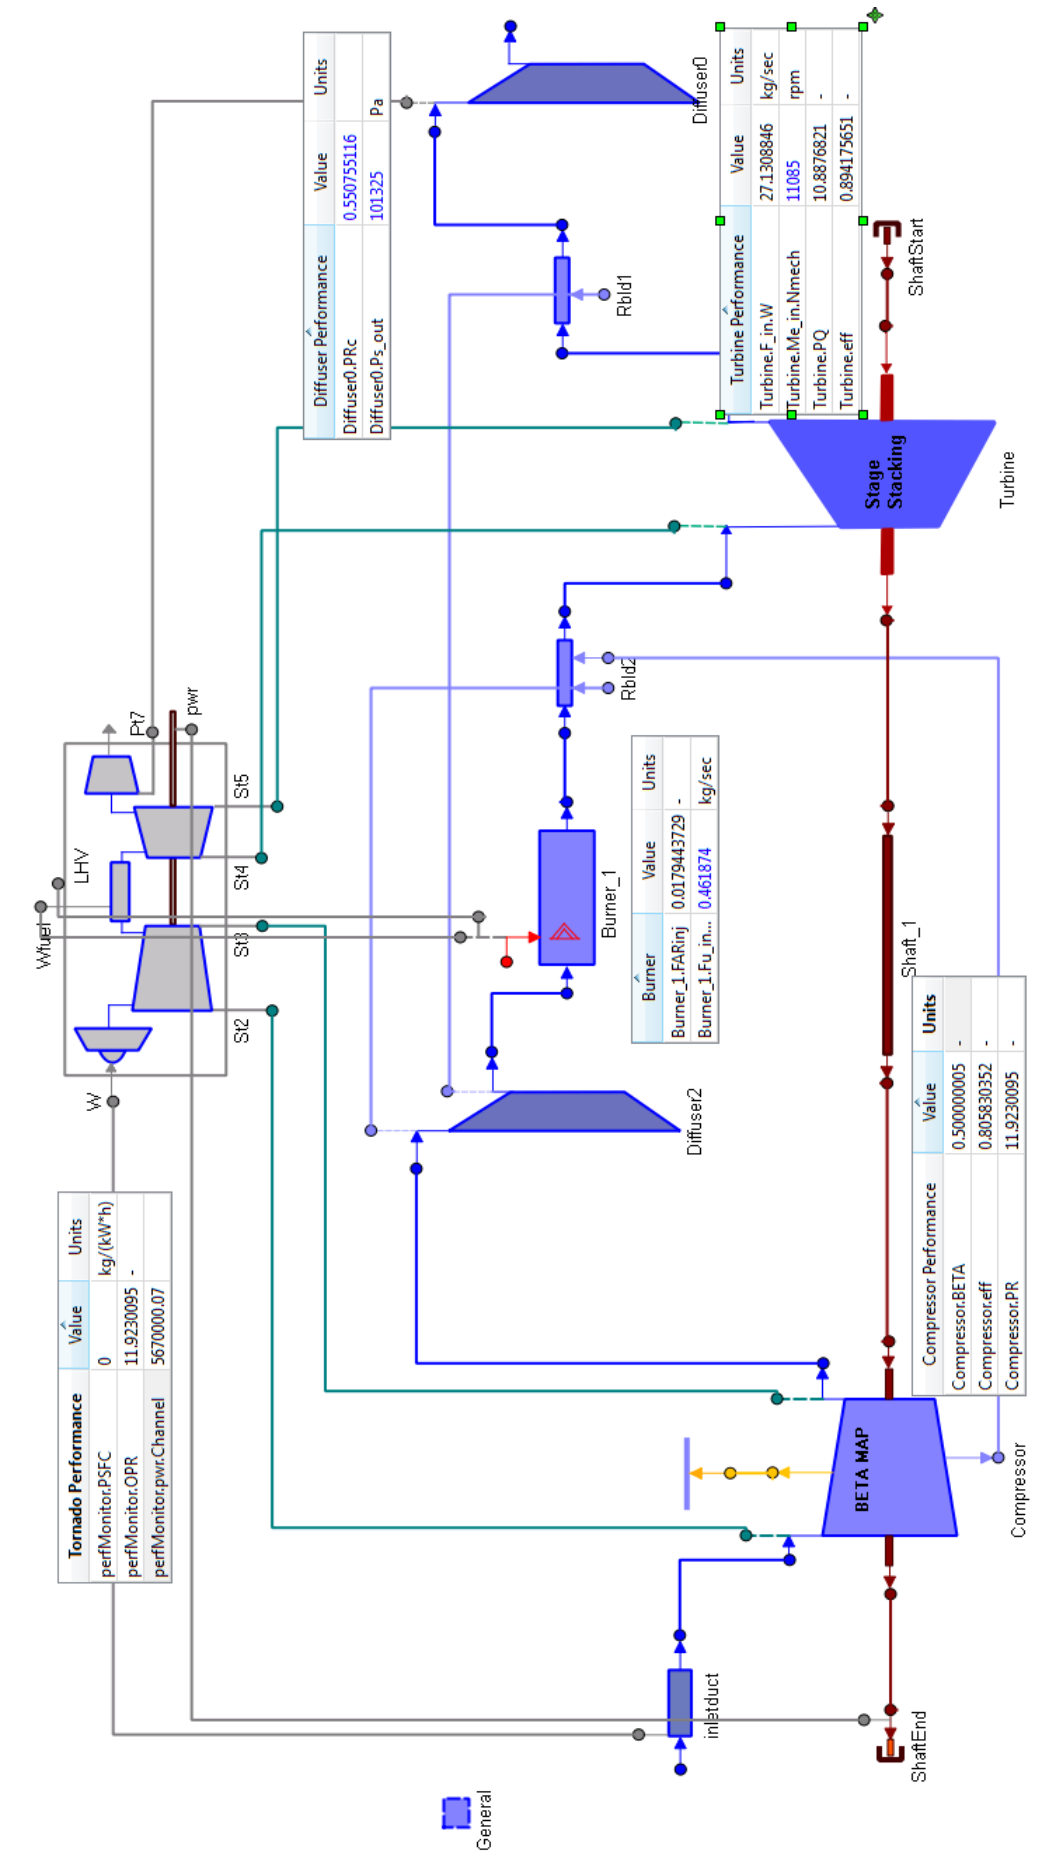 Tornado Performance Value Units
perfMonitor.PSFC 0 kg/(kW*h)
perfMonitor.OPR 11.9230095 -
perfMonitor.pwr.Channel 5670000.07
W
Wfuel
LHV
Pt7
pwr
St2
St3
St4
St5
Diffuser Performance Value Units
Diffuser0.PRc 0.550755116
Diffuser0.Ps_out 101325 Pa
Diffuser0
Rbld1
Turbine Performance Value Units
Turbine.F_in.W 27.1308846 kg/sec
Turbine.Me_in.Nmech 11085 rpm
Turbine.PQ 10.8876821 -
Turbine.eff 0.894175651 -
General
inletduct
Diffuser2
Burner_1
Rbld2
Burner Value Units
Burner_1.FARinj 0.0179443729 -
Burner_1.Fu_in... 0.461874 kg/sec
ShaftEnd
BETA MAP
Compressor
Shaft_1
Stage
Stacking
Turbine
ShaftStart
Compressor Performance Value Units
Compressor.BETA 0.500000005 -
Compressor.eff 0.805830352 -
Compressor.PR 11.9230095 -